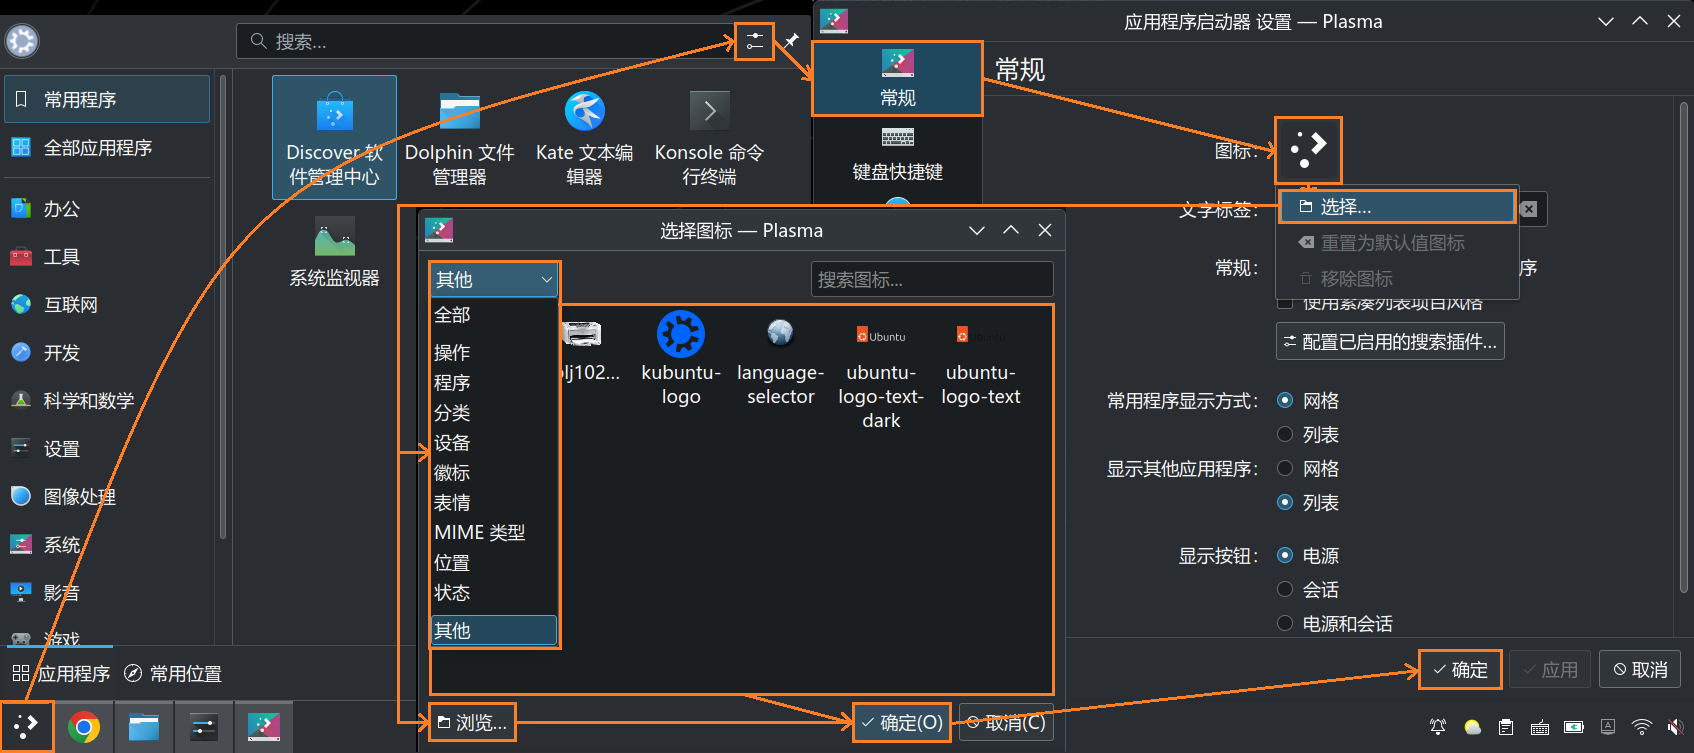 搜索...
常用程序
全部应用程序
办公
工具
互联网
开发
科学和数学
设置
图像处理
系统
影音
游戏
Discover 软
件管理中心
Dolphin 文件
管理器
Kate 文本编
辑器
Konsole 命令
行终端
系统监视器
应用程序
常用位置
应用程序启动器 设置 — Plasma
常规
键盘快捷键
常规
图标：
选择...
重置为默认值图标
移除图标
文字标签：
常规：
序
使用紧凑列表项目风格
配置已启用的搜索插件...
常用程序显示方式：
网格
列表
显示其他应用程序：
网格
列表
显示按钮：
电源
会话
电源和会话
确定
应用
取消
选择图标 — Plasma
其他
搜索图标...
全部
操作
程序
分类
设备
徽标
表情
MIME 类型
位置
状态
其他
lj102...
kubuntu-
logo
language-
selector
ubuntu-
logo-text-
dark
ubuntu-
logo-text
Ubuntu
浏览...
确定(O)
取消(C)